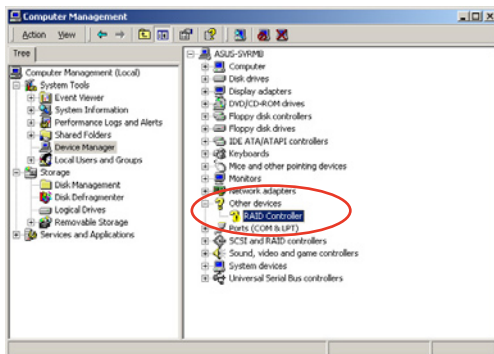 Computer Management
Action View
Tree
Computer Management (Local)
System Tools
Event Viewer
System Information
Performance Logs and Alerts
Shared Folders
Device Manager
Local Users and Groups
Storage
Disk Management
Disk Defragmenter
Logical Drives
Removable Storage
Services and Applications
ASUS-SVRMB
Computer
Disk drives
Display adapters
DVD/CD-ROM drives
Floppy disk controllers
Floppy disk drives
IDE ATA/ATAPI controllers
Keyboards
Mice and other pointing devices
Monitors
Network adapters
Other devices
RAID Controller
Ports (COM & LPT)
SCSI and RAID controllers
Sound, video and game controllers
System devices
Universal Serial Bus controllers